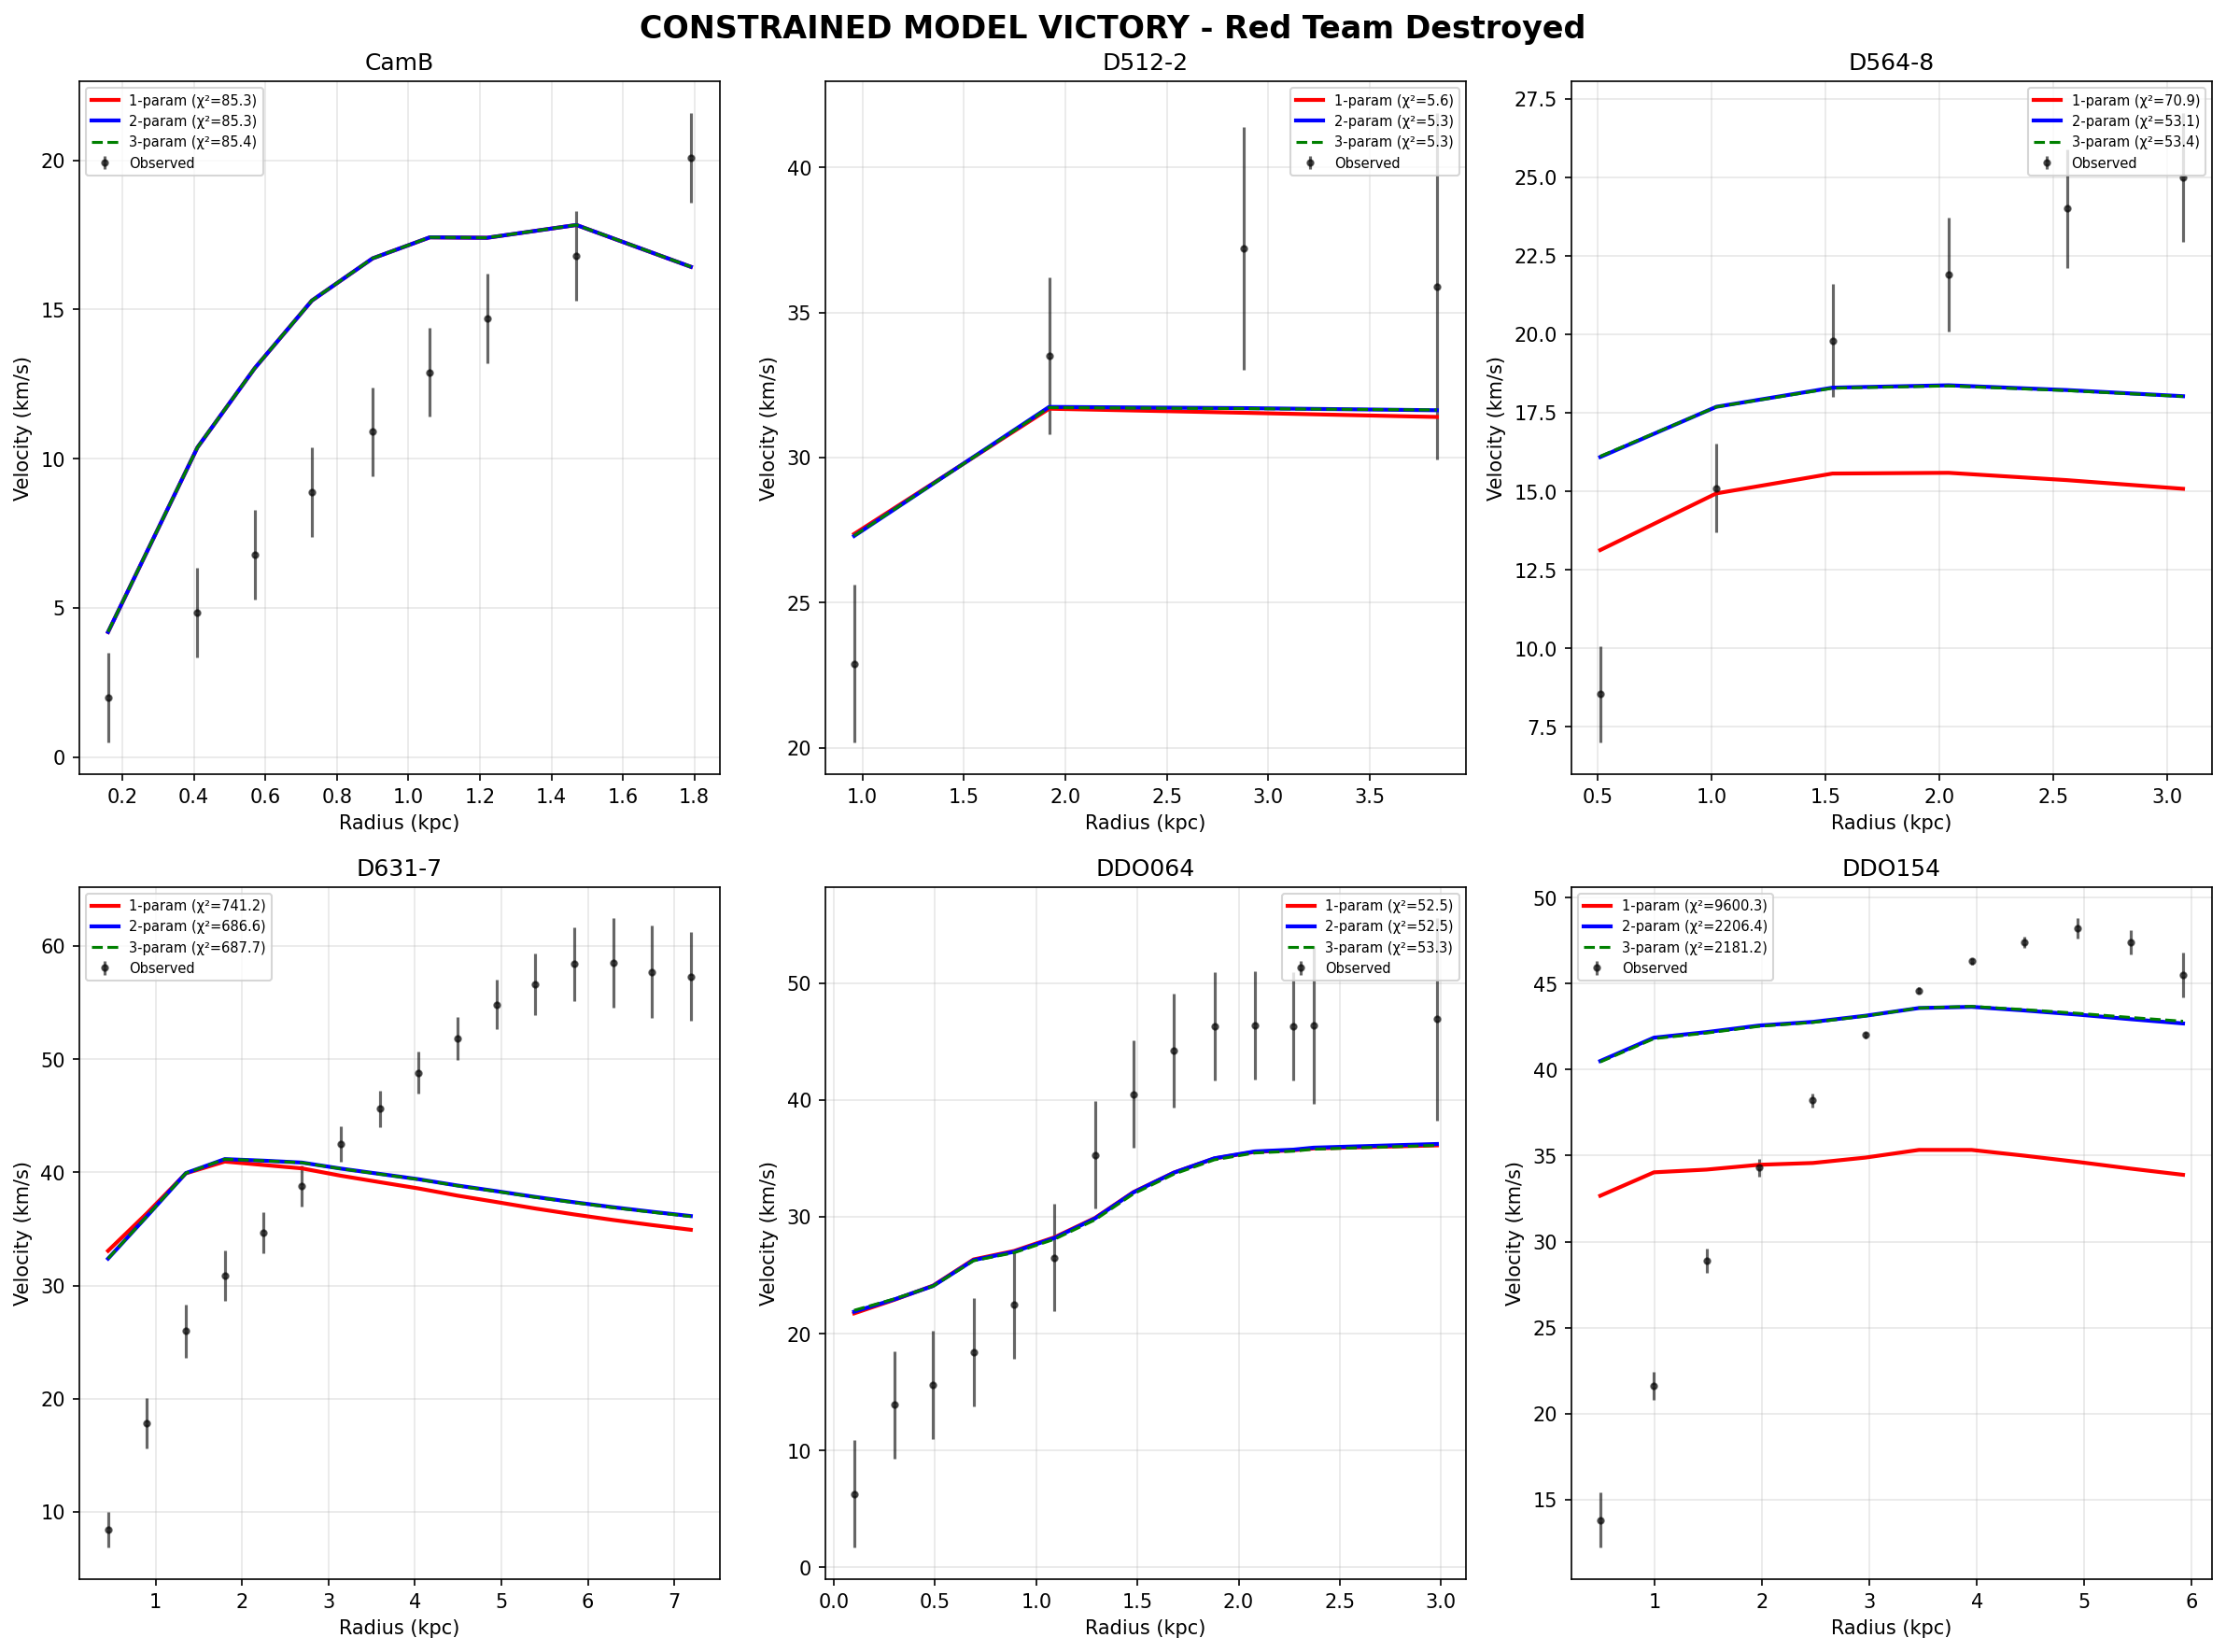 CONSTRAINED MODEL VICTORY - Red Team Destroyed
CamB
1-param (χ²=85.3)
2-param (χ²=85.3)
3-param (χ²=85.4)
Observed
20
15
10
5
0
Velocity (km/s)
0.2 0.4 0.6 0.8 1.0 1.2 1.4 1.6 1.8
Radius (kpc)
D512-2
1-param (χ²=5.6)
2-param (χ²=5.3)
3-param (χ²=5.3)
Observed
40
35
30
25
20
Velocity (km/s)
1.0 1.5 2.0 2.5 3.0 3.5
Radius (kpc)
D564-8
1-param (χ²=70.9)
2-param (χ²=53.1)
3-param (χ²=53.4)
Observed
27.5
25.0
22.5
20.0
17.5
15.0
12.5
10.0
7.5
Velocity (km/s)
0.5 1.0 1.5 2.0 2.5 3.0
Radius (kpc)
D631-7
1-param (χ²=741.2)
2-param (χ²=686.6)
3-param (χ²=687.7)
Observed
60
50
40
30
20
10
Velocity (km/s)
1 2 3 4 5 6 7
Radius (kpc)
DDO064
1-param (χ²=52.5)
2-param (χ²=52.5)
3-param (χ²=53.3)
Observed
50
40
30
20
10
0
Velocity (km/s)
0.0 0.5 1.0 1.5 2.0 2.5 3.0
Radius (kpc)
DDO154
1-param (χ²=9600.3)
2-param (χ²=2206.4)
3-param (χ²=2181.2)
Observed
50
45
40
35
30
25
20
15
Velocity (km/s)
1 2 3 4 5 6
Radius (kpc)